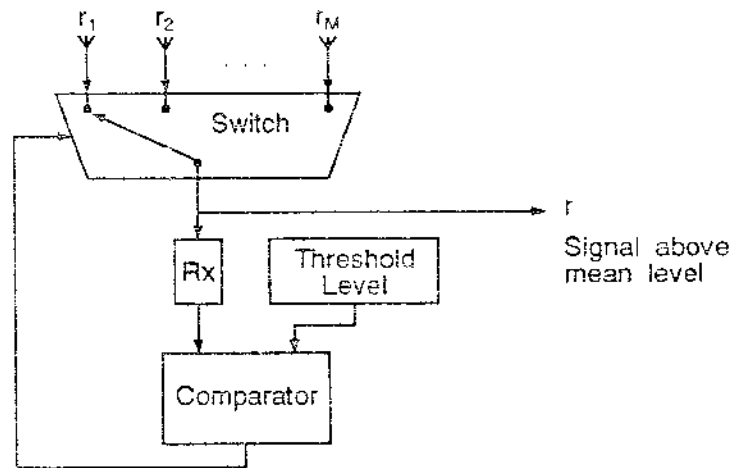 r1 r2 . . . rM
Switch
r
Signal above
mean level
Rx
Threshold
Level
Comparator